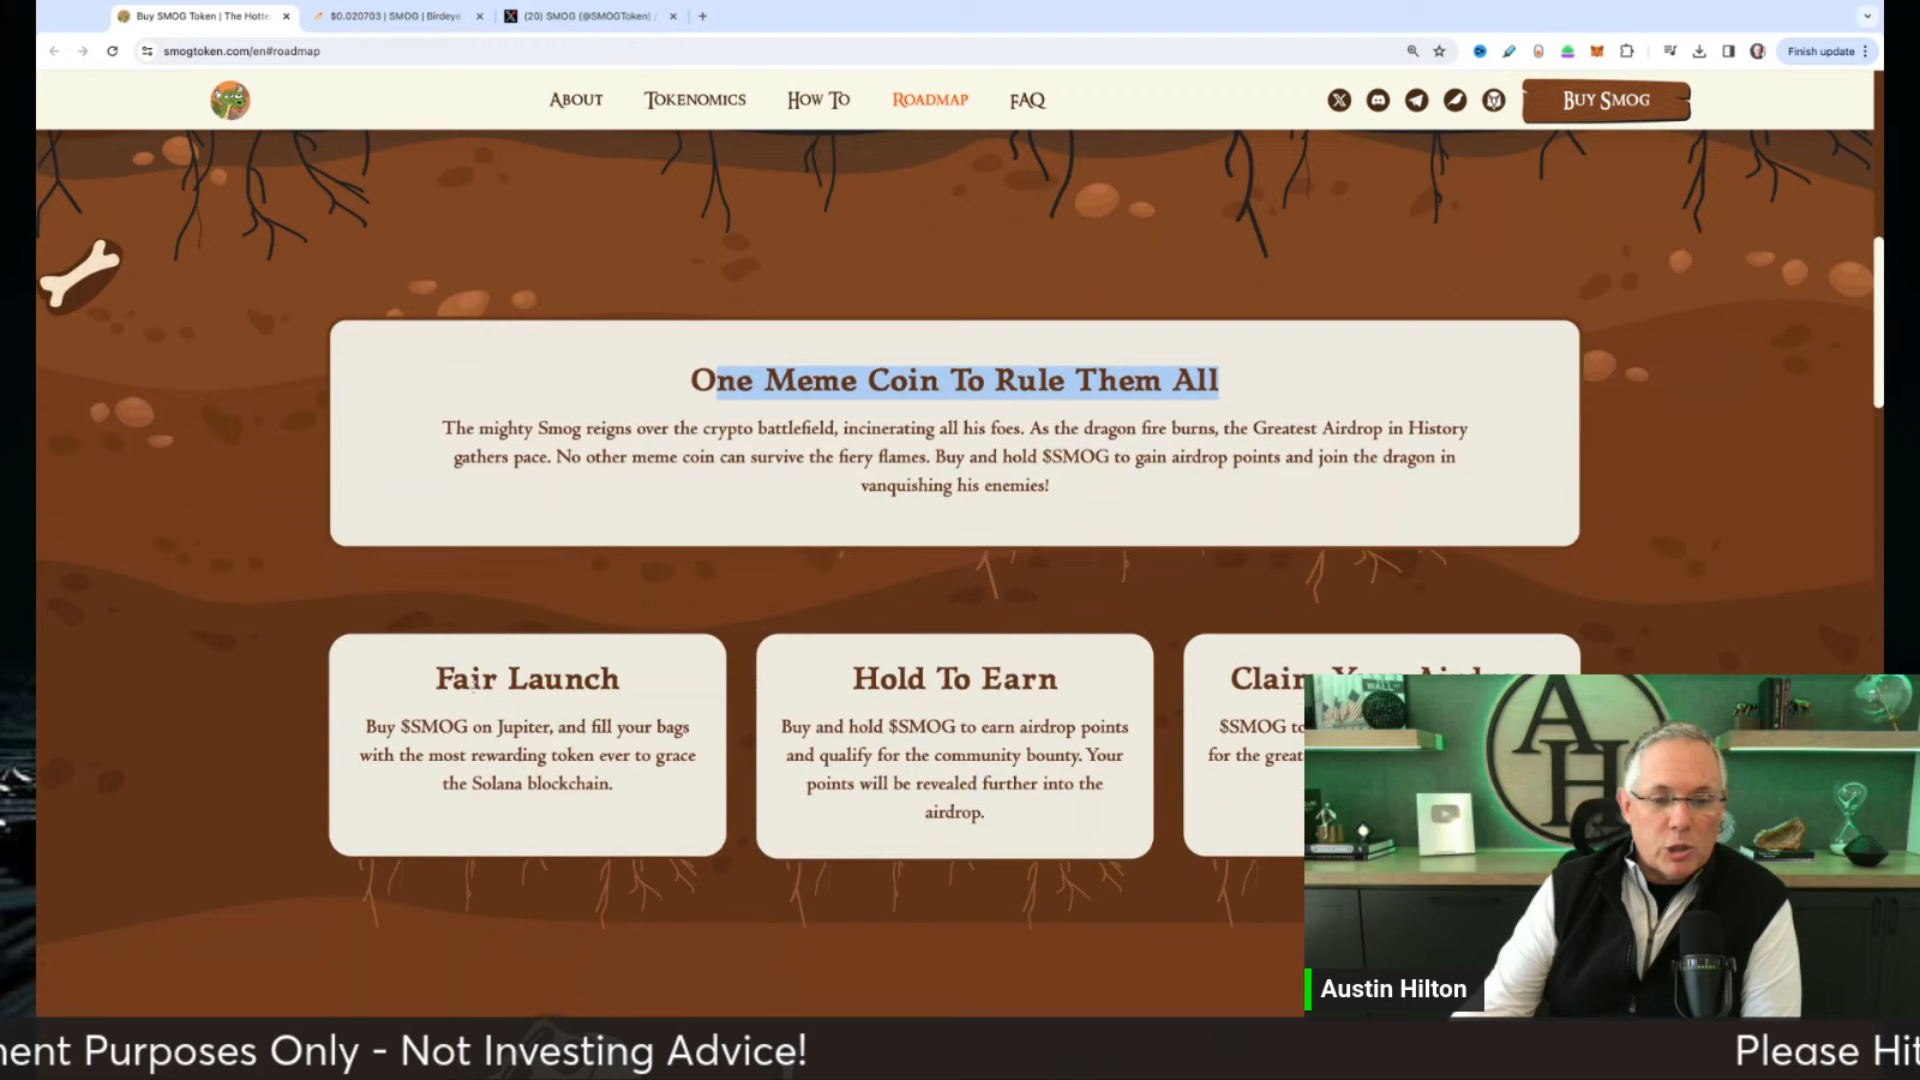 Buy SMOG Token | The Hotte
$0.020703 | SMOG | Birdeye
(20) SMOG (@SMOGToken) /
smogtoken.com/en#roadmap
Finish update
About
Tokenomics
How To
Roadmap
FAQ
Buy Smog
One Meme Coin To Rule Them All
The mighty Smog reigns over the crypto battlefield, incinerating all his foes. As the dragon fire burns, the Greatest Airdrop in History
gathers pace. No other meme coin can survive the fiery flames. Buy and hold $SMOG to gain airdrop points and join the dragon in
vanquishing his enemies!
Fair Launch
Buy $SMOG on Jupiter, and fill your bags
with the most rewarding token ever to grace
the Solana blockchain.
Hold To Earn
Buy and hold $SMOG to earn airdrop points
and qualify for the community bounty. Your
points will be revealed further into the
airdrop.
Claim Your
$SMOG to
for the great
WALL
AH
Austin Hilton
ent Purposes Only - Not Investing Advice!
Please Hit